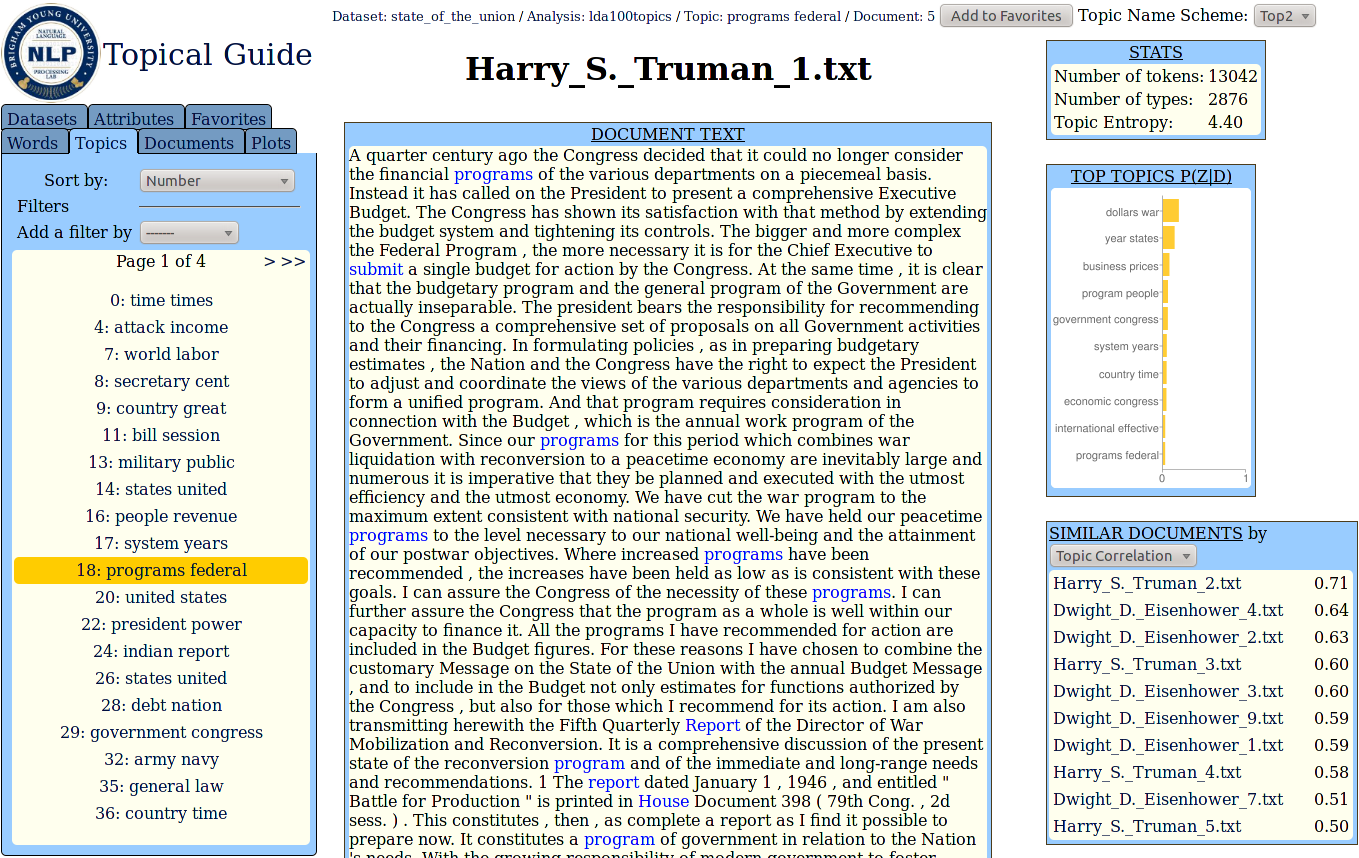 Dataset: state_of_the_union / Analysis: lda100topics / Topic: programs federal / Document: 5 Add to Favorites Topic Name Scheme: Top2
BRIGHAM YOUNG UNIVERSITY
NATURAL LANGUAGE
NLP
PROCESSING LAB
Topical Guide
Datasets Attributes Favorites
Words Topics Documents Plots
Sort by: Number
Filters
Add a filter by -------
Page 1 of 4 > >>
0: time times
4: attack income
7: world labor
8: secretary cent
9: country great
11: bill session
13: military public
14: states united
16: people revenue
17: system years
18: programs federal
20: united states
22: president power
24: indian report
26: states united
28: debt nation
29: government congress
32: army navy
35: general law
36: country time
Harry_S._Truman_1.txt
DOCUMENT TEXT
A quarter century ago the Congress decided that it could no longer consider
the financial programs of the various departments on a piecemeal basis.
Instead it has called on the President to present a comprehensive Executive
Budget. The Congress has shown its satisfaction with that method by extending
the budget system and tightening its controls. The bigger and more complex
the Federal Program , the more necessary it is for the Chief Executive to
submit a single budget for action by the Congress. At the same time , it is clear
that the budgetary program and the general program of the Government are
actually inseparable. The president bears the responsibility for recommending
to the Congress a comprehensive set of proposals on all Government activities
and their financing. In formulating policies , as in preparing budgetary
estimates , the Nation and the Congress have the right to expect the President
to adjust and coordinate the views of the various departments and agencies to
form a unified program. And that program requires consideration in
connection with the Budget , which is the annual work program of the
Government. Since our programs for this period which combines war
liquidation with reconversion to a peacetime economy are inevitably large and
numerous it is imperative that they be planned and executed with the utmost
efficiency and the utmost economy. We have cut the war program to the
maximum extent consistent with national security. We have held our peacetime
programs to the level necessary to our national well-being and the attainment
of our postwar objectives. Where increased programs have been
recommended , the increases have been held as low as is consistent with these
goals. I can assure the Congress of the necessity of these programs. I can
further assure the Congress that the program as a whole is well within our
capacity to finance it. All the programs I have recommended for action are
included in the Budget figures. For these reasons I have chosen to combine the
customary Message on the State of the Union with the annual Budget Message
, and to include in the Budget not only estimates for functions authorized by
the Congress , but also for those which I recommend for its action. I am also
transmitting herewith the Fifth Quarterly Report of the Director of War
Mobilization and Reconversion. It is a comprehensive discussion of the present
state of the reconversion program and of the immediate and long-range needs
and recommendations. 1 The report dated January 1 , 1946 , and entitled "
Battle for Production " is printed in House Document 398 ( 79th Cong. , 2d
sess. ) . This constitutes , then , as complete a report as I find it possible to
prepare now. It constitutes a program of government in relation to the Nation
's needs. With the growing responsibility of modern government to foster
STATS
Number of tokens: 13042
Number of types: 2876
Topic Entropy: 4.40
TOP TOPICS P(Z|D)
dollars war
year states
business prices
program people
government congress
system years
country time
economic congress
international effective
programs federal
0 1
SIMILAR DOCUMENTS by
Topic Correlation
Harry_S._Truman_2.txt 0.71
Dwight_D._Eisenhower_4.txt 0.64
Dwight_D._Eisenhower_2.txt 0.63
Harry_S._Truman_3.txt 0.60
Dwight_D._Eisenhower_3.txt 0.60
Dwight_D._Eisenhower_9.txt 0.59
Dwight_D._Eisenhower_1.txt 0.59
Harry_S._Truman_4.txt 0.58
Dwight_D._Eisenhower_7.txt 0.51
Harry_S._Truman_5.txt 0.50